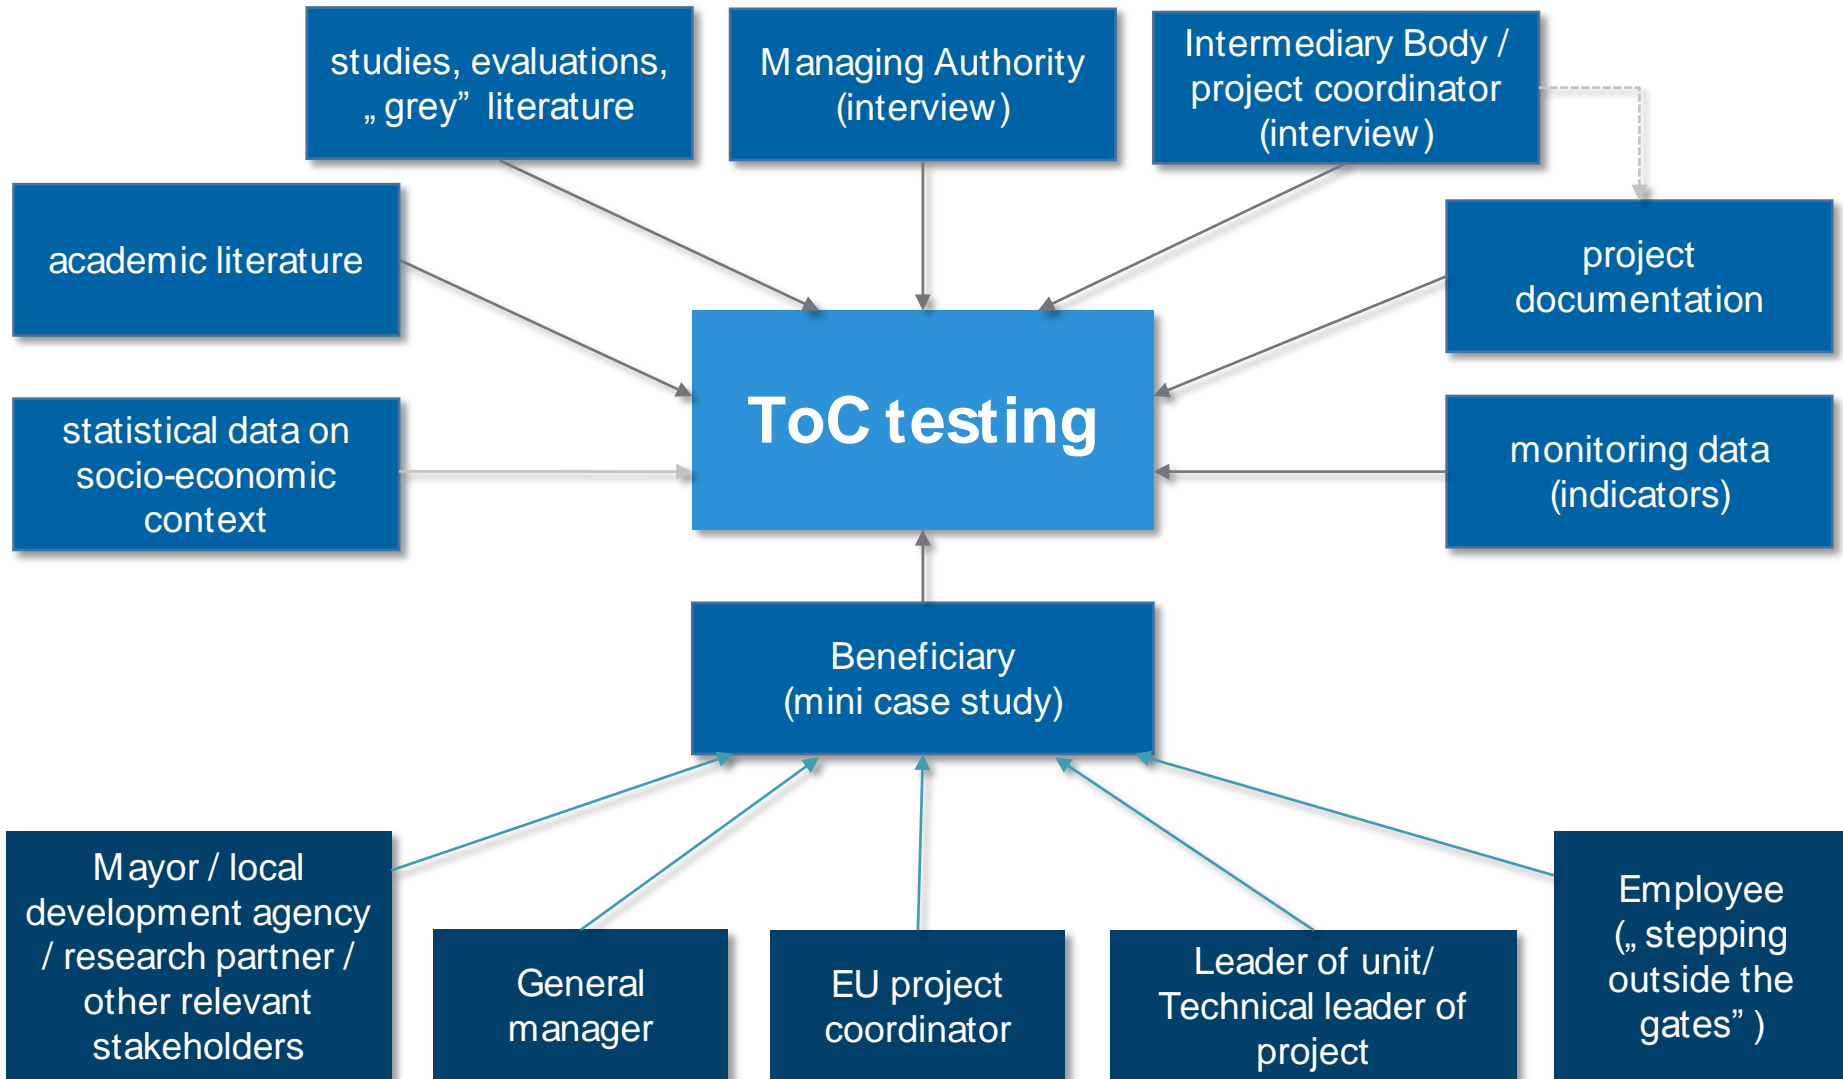 studies, evaluations,
„ grey” literature
Managing Authority
(interview)
Intermediary Body /
project coordinator
(interview)
academic literature
project
documentation
ToC testing
statistical data on
socio-economic
context
monitoring data
(indicators)
Beneficiary
(mini case study)
Mayor / local
development agency
/ research partner /
other relevant
stakeholders
General
manager
EU project
coordinator
Leader of unit/
Technical leader of
project
Employee
(„ stepping
outside the
gates” )